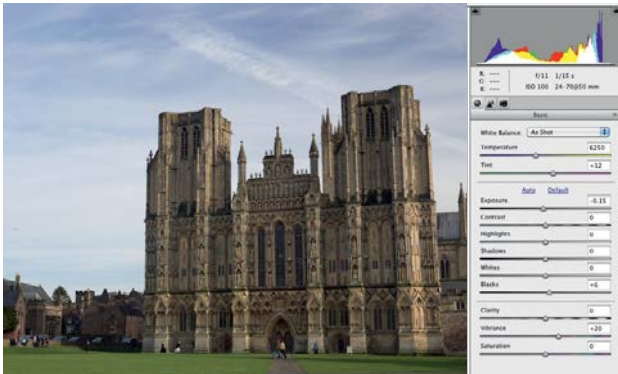 R: ---
G: ---
B: ---
f/11 1/15 s
ISO 100 24-70@50 mm
Basic
White Balance: As Shot
Temperature 6250
Tint +12
Auto Default
Exposure -0.15
Contrast 0
Highlights 0
Shadows 0
Whites 0
Blacks +6
Clarity 0
Vibrance +20
Saturation 0